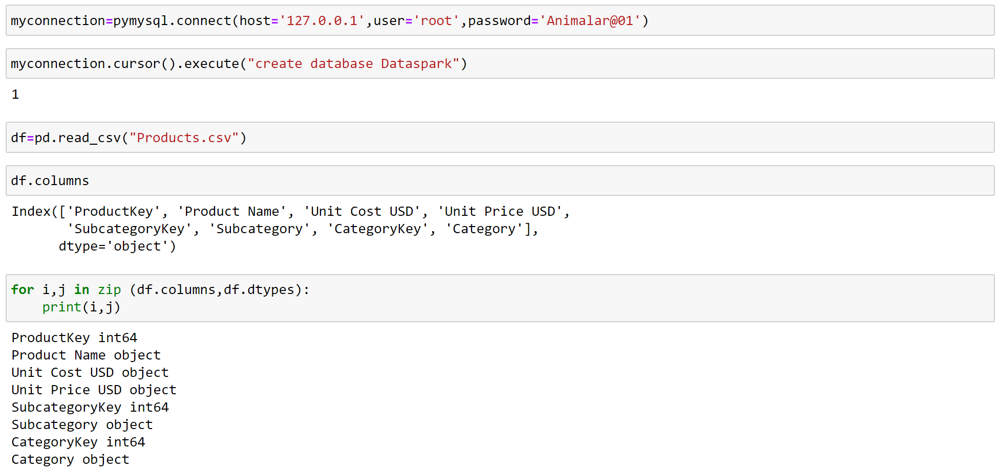 myconnection=pymysql.connect(host='127.0.0.1',user='root',password='Animalar@01')
myconnection.cursor().execute("create database Dataspark")
1
df=pd.read_csv("Products.csv")
df.columns
Index(['ProductKey', 'Product Name', 'Unit Cost USD', 'Unit Price USD',
       'SubcategoryKey', 'Subcategory', 'CategoryKey', 'Category'],
      dtype='object')
for i,j in zip (df.columns,df.dtypes):
    print(i,j)
ProductKey int64
Product Name object
Unit Cost USD object
Unit Price USD object
SubcategoryKey int64
Subcategory object
CategoryKey int64
Category object